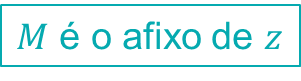 M é o afixo de z